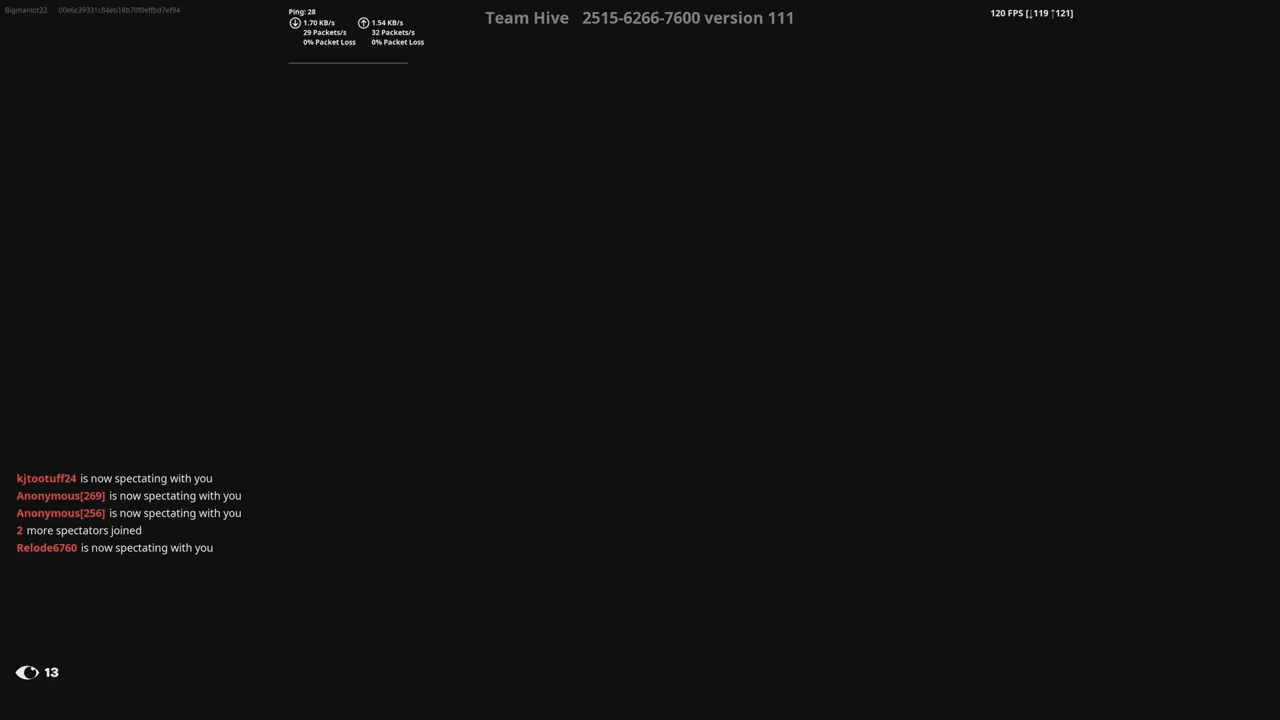 Bigmaniot22 00e6c39331c84eb18b70f0effbd7ef94
Ping: 28
1.70 KB/s 1.54 KB/s
29 Packets/s 32 Packets/s
0% Packet Loss 0% Packet Loss
Team Hive 2515-6266-7600 version 111
120 FPS [↓119 ↑121]
kjtootuff24 is now spectating with you
Anonymous[269] is now spectating with you
Anonymous[256] is now spectating with you
2 more spectators joined
Relode6760 is now spectating with you
13